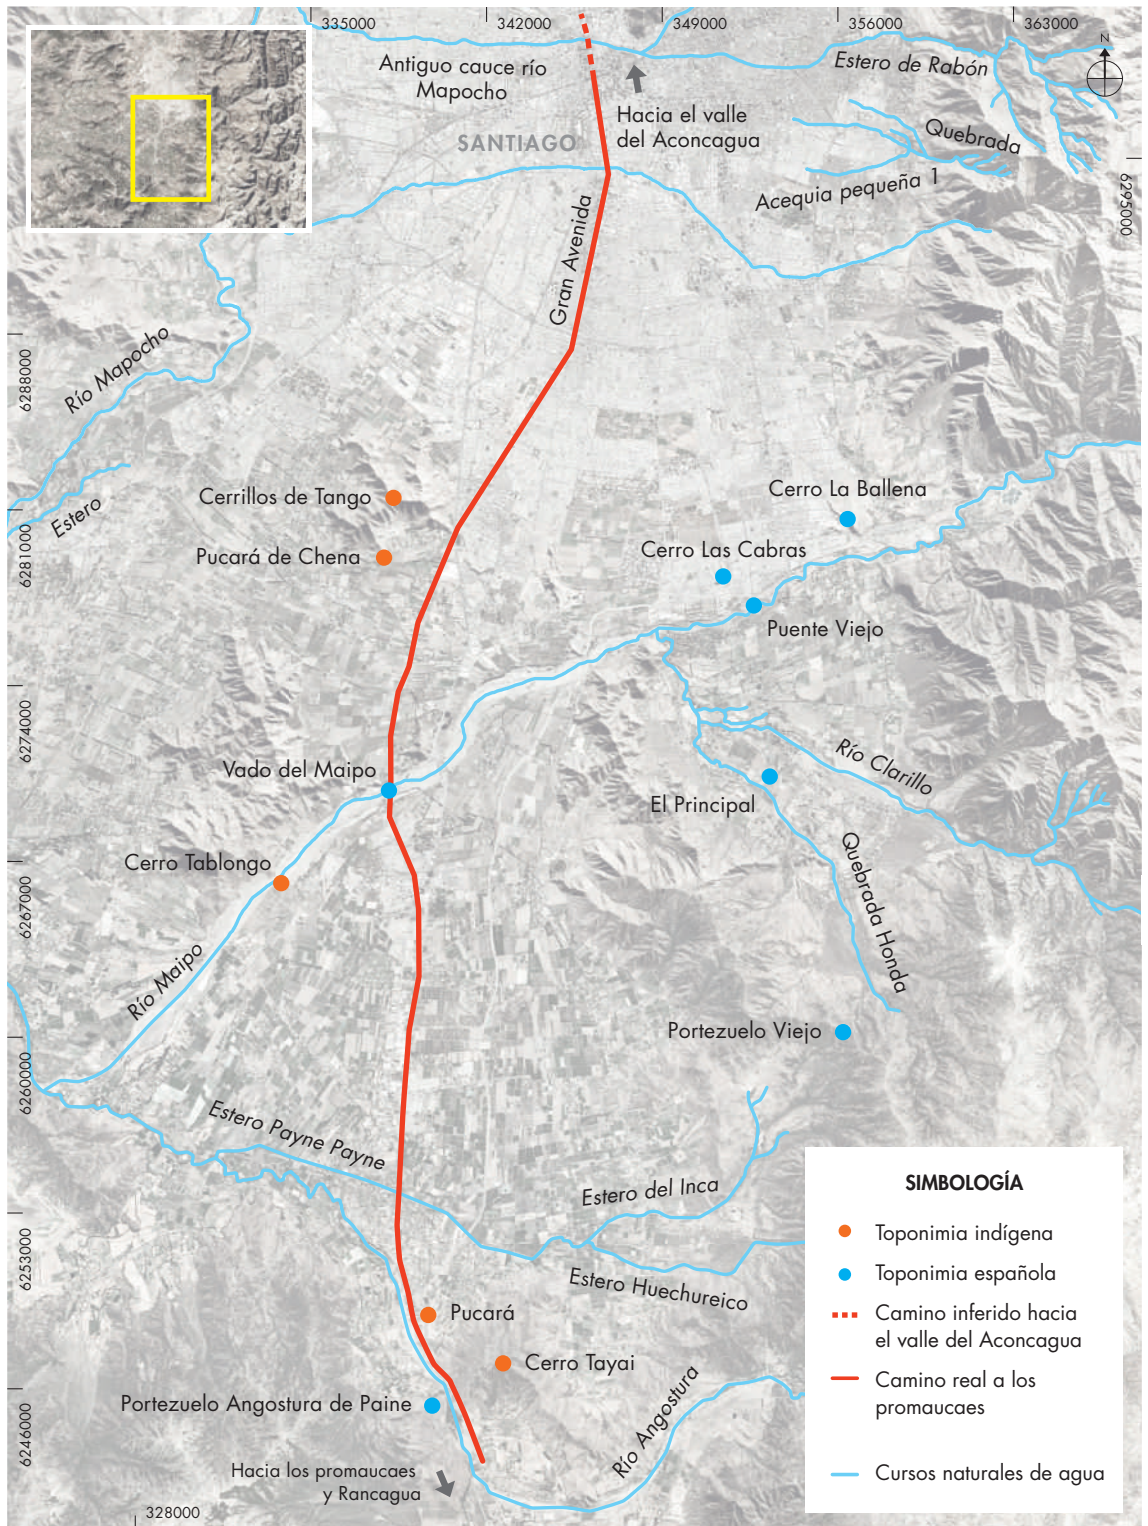 335000
342000
349000
356000
363000
Antiguo cauce río
Mapocho
Estero de Rabón
N
Hacia el valle
del Aconcagua
SANTIAGO
Quebrada
Acequia pequeña 1
6295000
Gran Avenida
Río Mapocho
6288000
Cerrillos de Tango
Cerro La Ballena
Estero
Cerro Las Cabras
Pucará de Chena
6281000
Puente Viejo
6274000
Río Clarillo
Vado del Maipo
El Principal
Cerro Tablongo
Quebrada Honda
6267000
Río Maipo
Portezuelo Viejo
6260000
Estero Payne Payne
Estero del Inca
Estero Huechureico
6253000
Pucará
Cerro Tayai
Portezuelo Angostura de Paine
Río Angostura
6246000
Hacia los promaucaes
y Rancagua
328000
SIMBOLOGÍA
Toponimia indígena
Toponimia española
Camino inferido hacia
el valle del Aconcagua
Camino real a los
promaucaes
Cursos naturales de agua